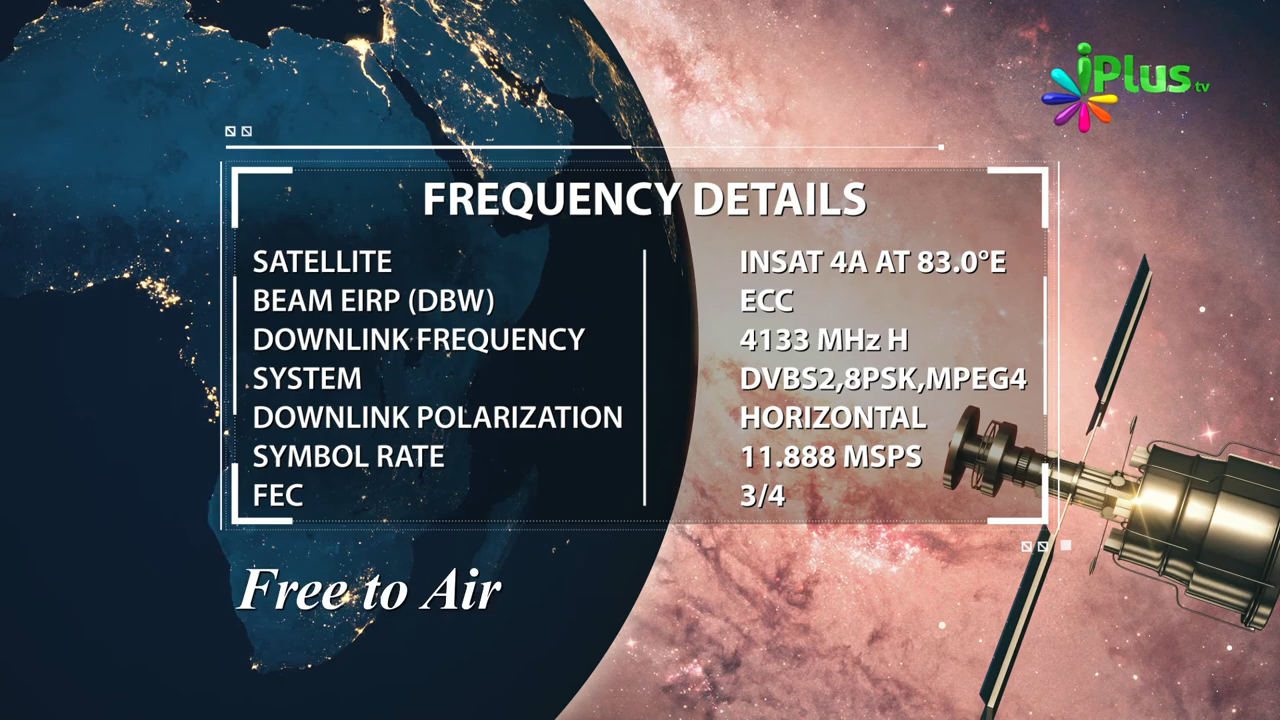 iPlus tv
FREQUENCY DETAILS
SATELLITE INSAT 4A AT 83.0°E
BEAM EIRP (DBW) ECC
DOWNLINK FREQUENCY 4133 MHz H
SYSTEM DVBS2,8PSK,MPEG4
DOWNLINK POLARIZATION HORIZONTAL
SYMBOL RATE 11.888 MSPS
FEC 3/4
Free to Air